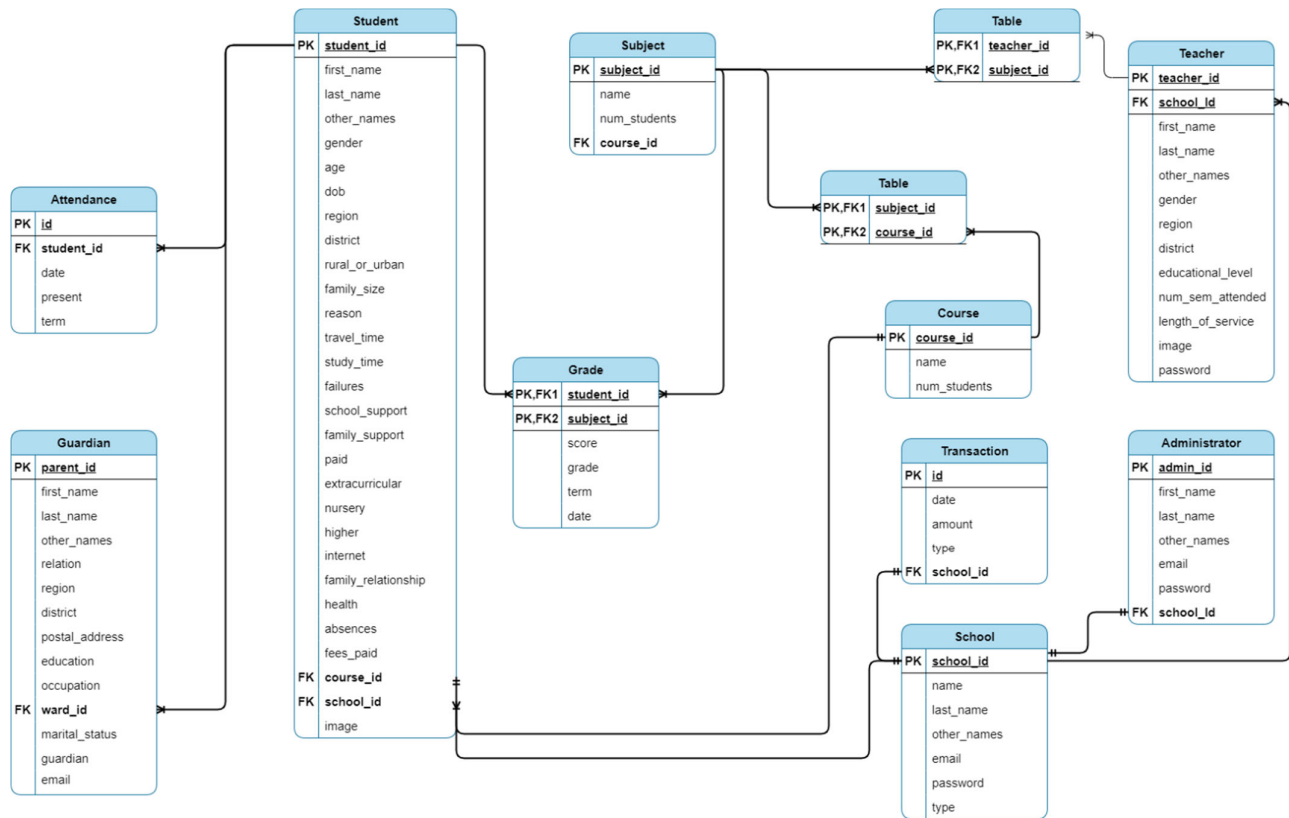 Student
PK student_id
first_name
last_name
other_names
gender
age
dob
region
district
rural_or_urban
family_size
reason
travel_time
study_time
failures
school_support
family_support
paid
extracurricular
nursery
higher
internet
family_relationship
health
absences
fees_paid
FK course_id
FK school_id
image
Attendance
PK id
FK student_id
date
present
term
Guardian
PK parent_id
first_name
last_name
other_names
relation
region
district
postal_address
education
occupation
FK ward_id
marital_status
guardian
email
Subject
PK subject_id
name
num_students
FK course_id
Grade
PK,FK1 student_id
PK,FK2 subject_id
score
grade
term
date
Table
PK,FK1 teacher_id
PK,FK2 subject_id
Table
PK,FK1 subject_id
PK,FK2 course_id
Course
PK course_id
name
num_students
Transaction
PK id
date
amount
type
FK school_id
School
PK school_id
name
last_name
other_names
email
password
type
Teacher
PK teacher_id
FK school_Id
first_name
last_name
other_names
gender
region
district
educational_level
num_sem_attended
length_of_service
image
password
Administrator
PK admin_id
first_name
last_name
other_names
email
password
FK school_Id